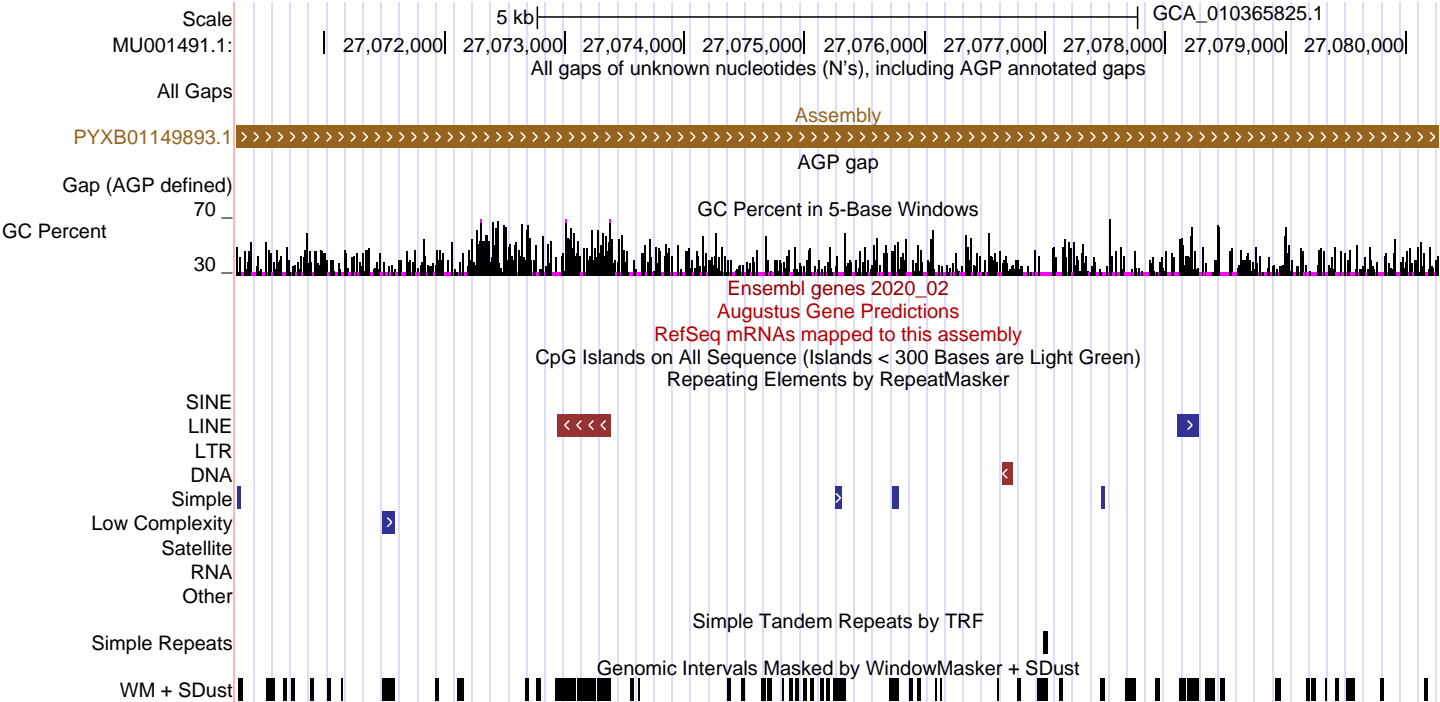 Scale 5 kb GCA_010365825.1
MU001491.1: 27,072,000 27,073,000 27,074,000 27,075,000 27,076,000 27,077,000 27,078,000 27,079,000 27,080,000
All gaps of unknown nucleotides (N's), including AGP annotated gaps
All Gaps
Assembly
PYXB01149893.1
AGP gap
Gap (AGP defined)
GC Percent in 5-Base Windows
70 _
GC Percent
30 _
Ensembl genes 2020_02
Augustus Gene Predictions
RefSeq mRNAs mapped to this assembly
CpG Islands on All Sequence (Islands < 300 Bases are Light Green)
Repeating Elements by RepeatMasker
SINE
LINE
LTR
DNA
Simple
Low Complexity
Satellite
RNA
Other
Simple Tandem Repeats by TRF
Simple Repeats
Genomic Intervals Masked by WindowMasker + SDust
WM + SDust